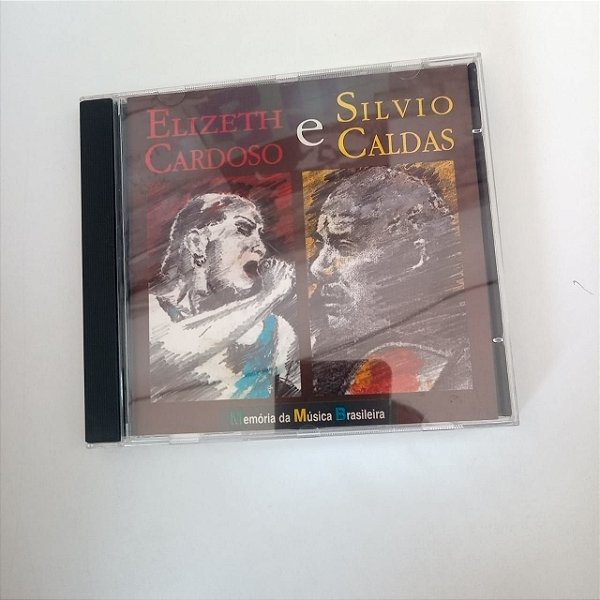 ELIZETH
CARDOSO
e
SILVIO
CALDAS
Memória da Música Brasileira